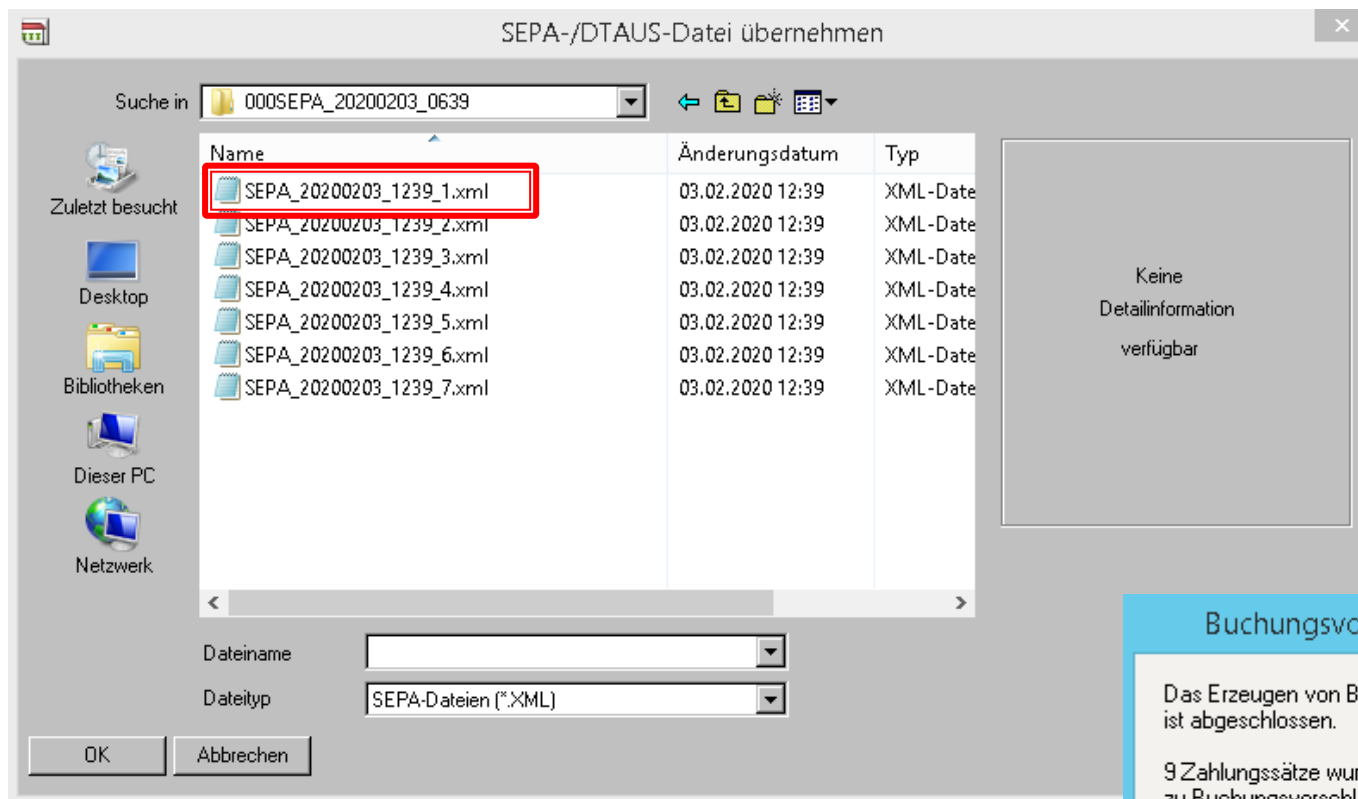 SEPA-/DTAUS-Datei übernehmen
Suche in 000SEPA_20200203_0639
Name Änderungsdatum Typ
SEPA_20200203_1239_1.xml 03.02.2020 12:39 XML-Date
SEPA_20200203_1239_2.xml 03.02.2020 12:39 XML-Date
SEPA_20200203_1239_3.xml 03.02.2020 12:39 XML-Date
SEPA_20200203_1239_4.xml 03.02.2020 12:39 XML-Date
SEPA_20200203_1239_5.xml 03.02.2020 12:39 XML-Date
SEPA_20200203_1239_6.xml 03.02.2020 12:39 XML-Date
SEPA_20200203_1239_7.xml 03.02.2020 12:39 XML-Date
Zuletzt besucht
Desktop
Bibliotheken
Dieser PC
Netzwerk
Keine
Detailinformation
verfügbar
Dateiname
Dateityp SEPA-Dateien (*.XML)
OK Abbrechen
Buchungsvo
Das Erzeugen von B
ist abgeschlossen.
9 Zahlungssätze wur
zu Buchungsvorschl